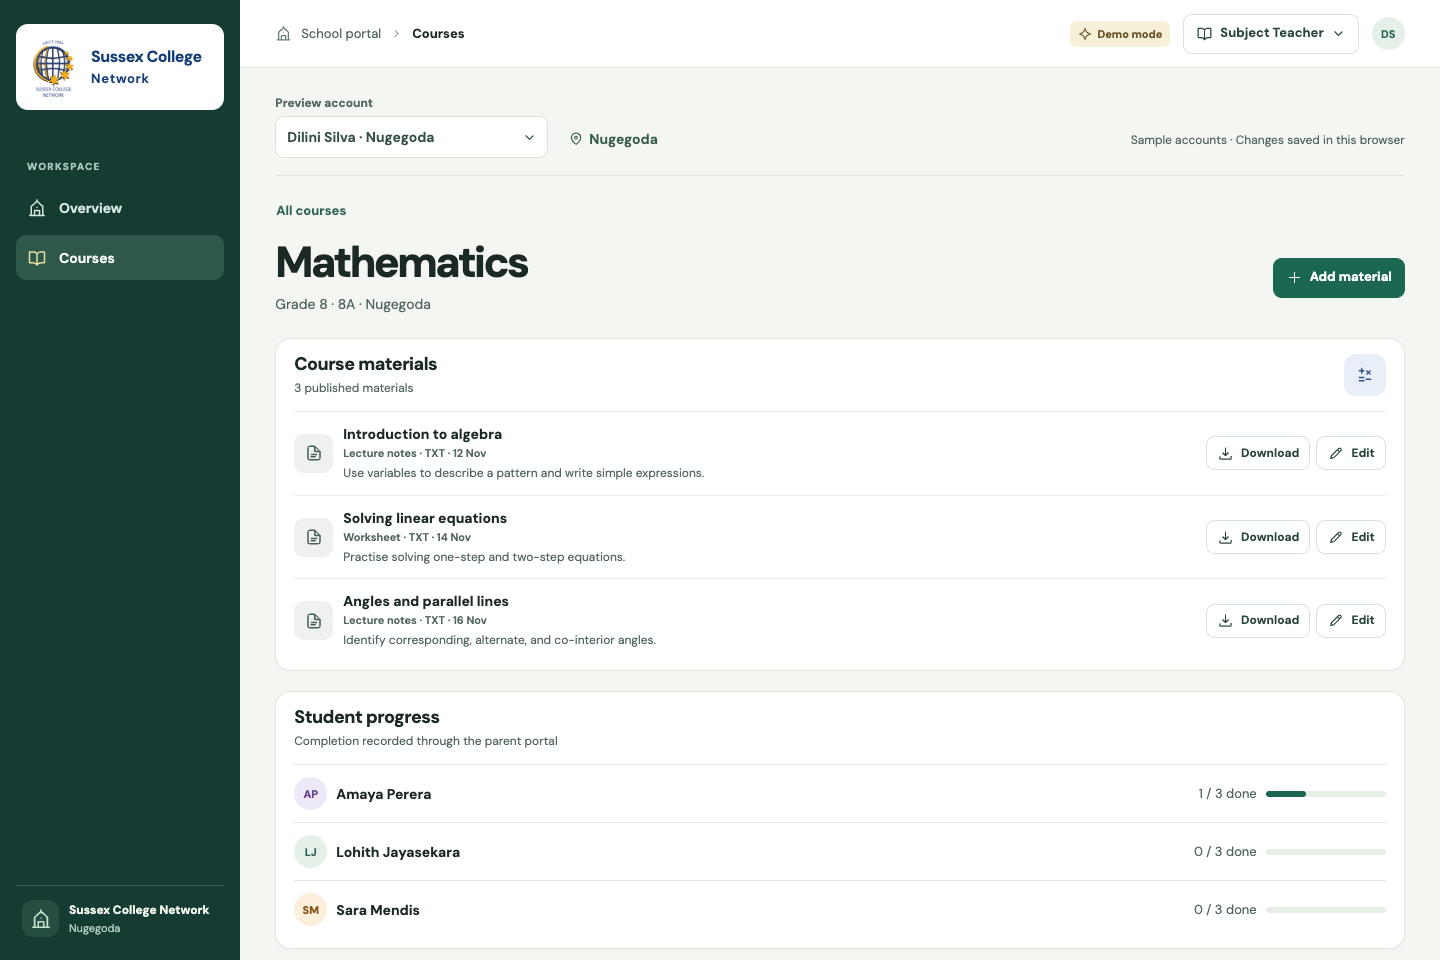 SINCE 1984
SUSSEX COLLEGE
NETWORK
Sussex College
Network
WORKSPACE
Overview
Courses
Sussex College Network
Nugegoda
School portal
Courses
Demo mode
Subject Teacher
DS
Preview account
Dilini Silva · Nugegoda
Nugegoda
Sample accounts · Changes saved in this browser
All courses
Mathematics
Grade 8 · 8A · Nugegoda
Add material
Course materials
3 published materials
Introduction to algebra
Lecture notes · TXT · 12 Nov
Use variables to describe a pattern and write simple expressions.
Download
Edit
Solving linear equations
Worksheet · TXT · 14 Nov
Practise solving one-step and two-step equations.
Download
Edit
Angles and parallel lines
Lecture notes · TXT · 16 Nov
Identify corresponding, alternate, and co-interior angles.
Download
Edit
Student progress
Completion recorded through the parent portal
AP
Amaya Perera
1 / 3 done
LJ
Lohith Jayasekara
0 / 3 done
SM
Sara Mendis
0 / 3 done